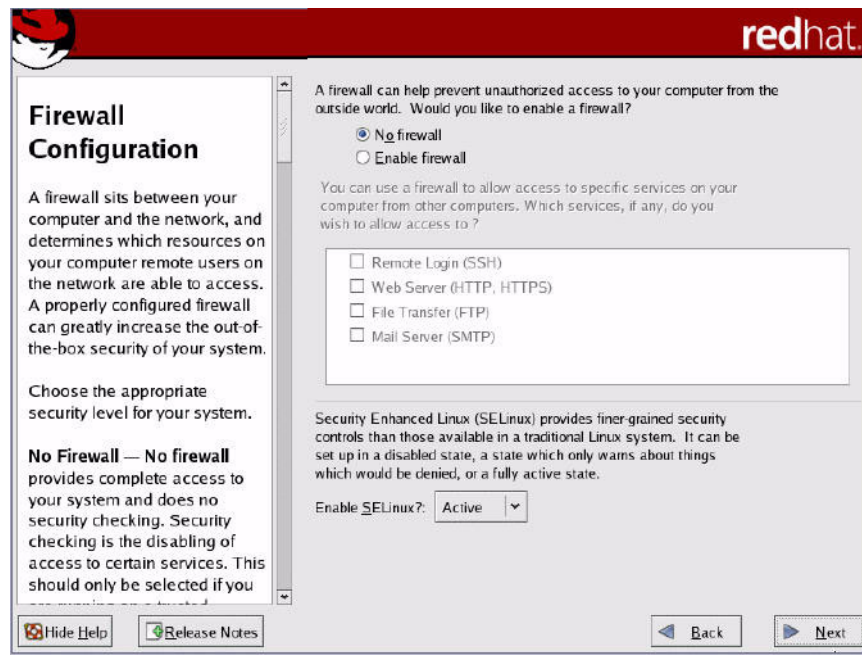 redhat.
Firewall
Configuration
A firewall sits between your
computer and the network, and
determines which resources on
your computer remote users on
the network are able to access.
A properly configured firewall
can greatly increase the out-of-
the-box security of your system.
Choose the appropriate
security level for your system.
No Firewall — No firewall
provides complete access to
your system and does no
security checking. Security
checking is the disabling of
access to certain services. This
should only be selected if you
A firewall can help prevent unauthorized access to your computer from the
outside world. Would you like to enable a firewall?
No firewall
Enable firewall
You can use a firewall to allow access to specific services on your
computer from other computers. Which services, if any, do you
wish to allow access to ?
Remote Login (SSH)
Web Server (HTTP, HTTPS)
File Transfer (FTP)
Mail Server (SMTP)
Security Enhanced Linux (SELinux) provides finer-grained security
controls than those available in a traditional Linux system. It can be
set up in a disabled state, a state which only warns about things
which would be denied, or a fully active state.
Enable SELinux?: Active
Hide Help
Release Notes
Back
Next